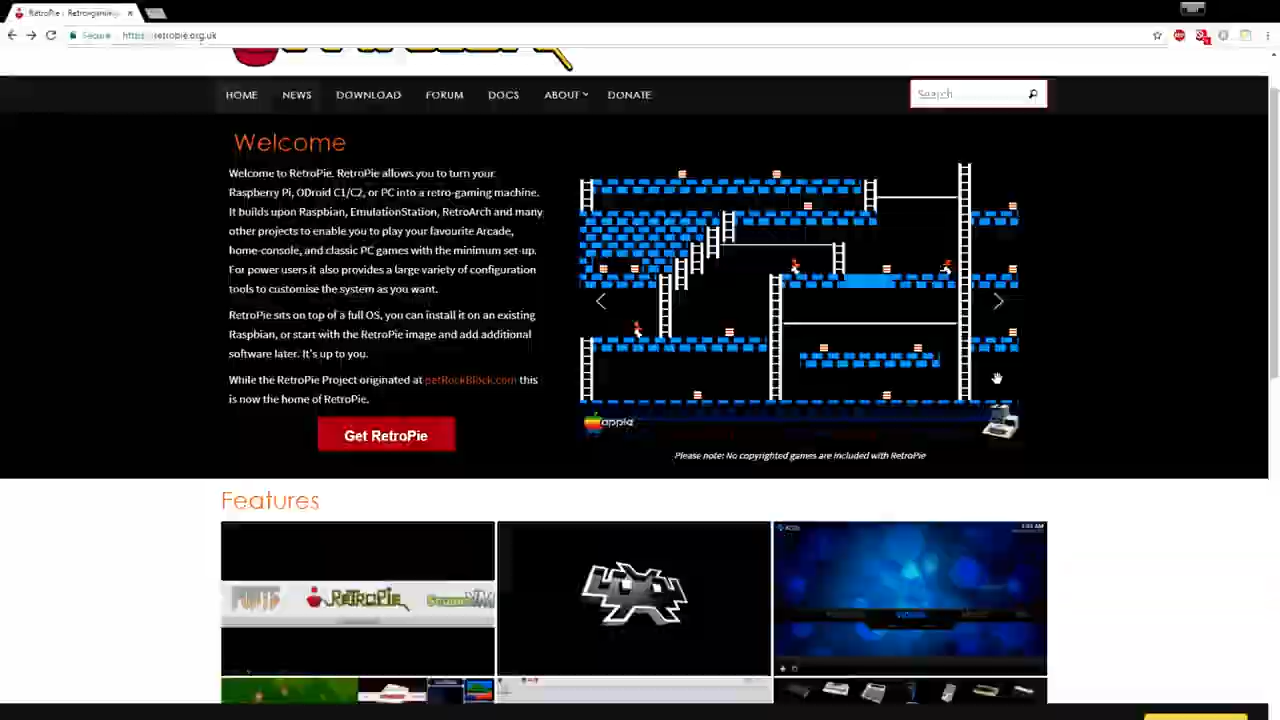 RetroPie - Retro-gaming
Secure https://retropie.org.uk
HOME NEWS DOWNLOAD FORUM DOCS ABOUT DONATE
Search
Welcome
Welcome to RetroPie. RetroPie allows you to turn your
Raspberry Pi, ODroid C1/C2, or PC into a retro-gaming machine.
It builds upon Raspbian, EmulationStation, RetroArch and many
other projects to enable you to play your favourite Arcade,
home-console, and classic PC games with the minimum set-up.
For power users it also provides a large variety of configuration
tools to customise the system as you want.
RetroPie sits on top of a full OS, you can install it on an existing
Raspbian, or start with the RetroPie image and add additional
software later. It's up to you.
While the RetroPie Project originated at petRockBlock.com this
is now the home of RetroPie.
Get RetroPie
apple
Please note: No copyrighted games are included with RetroPie
Features
PORTS RETROPIE